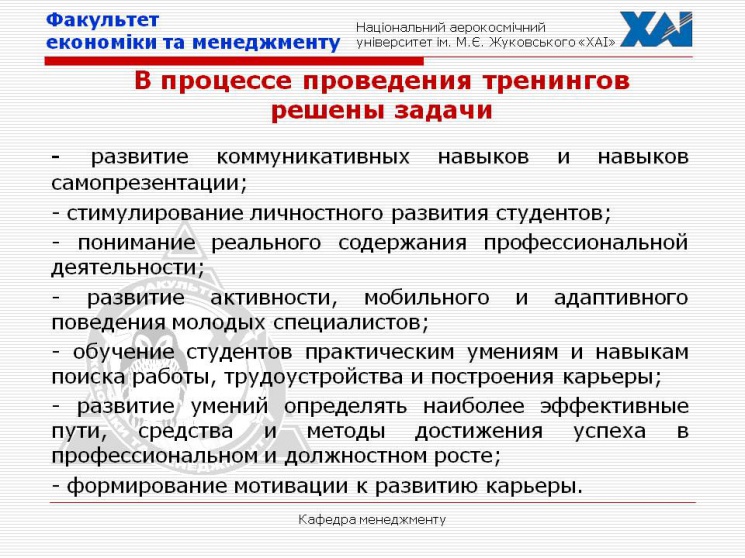 Факультет
економіки та менеджменту
Національний аерокосмічний
університет ім. М.Є. Жуковського «ХАІ»
ХАІ
В процессе проведения тренингов
решены задачи
- развитие коммуникативных навыков и навыков
самопрезентации;
- стимулирование личностного развития студентов;
- понимание реального содержания профессиональной
деятельности;
- развитие активности, мобильного и адаптивного
поведения молодых специалистов;
- обучение студентов практическим умениям и навыкам
поиска работы, трудоустройства и построения карьеры;
- развитие умений определять наиболее эффективные
пути, средства и методы достижения успеха в
профессиональном и должностном росте;
- формирование мотивации к развитию карьеры.
Кафедра менеджменту